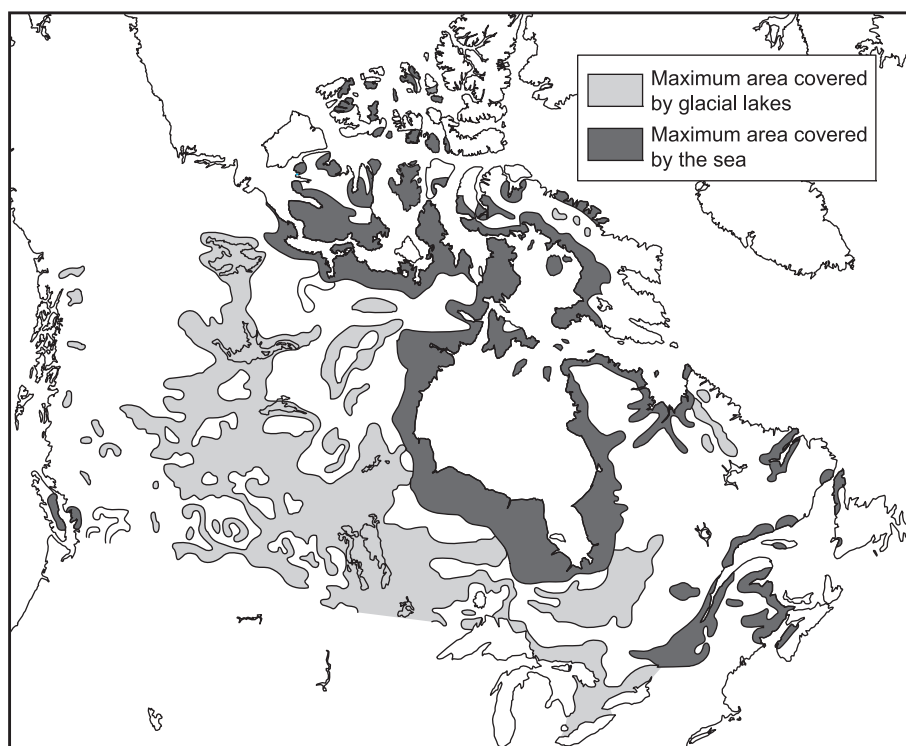 Maximum area covered
by glacial lakes
Maximum area covered
by the sea